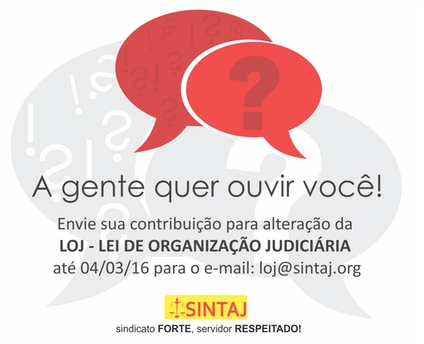 ?
A gente quer ouvir você!
Envie sua contribuição para alteração da
LOJ - LEI DE ORGANIZAÇÃO JUDICIÁRIA
até 04/03/16 para o e-mail: loj@sintaj.org
SINTAJ
sindicato FORTE, servidor RESPEITADO!